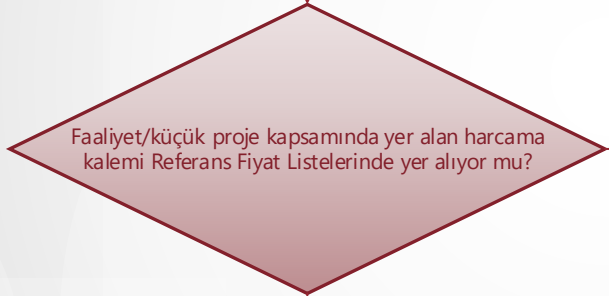 Faaliyet/küçük proje kapsamında yer alan harcama
kalemi Referans Fiyat Listelerinde yer alıyor mu?